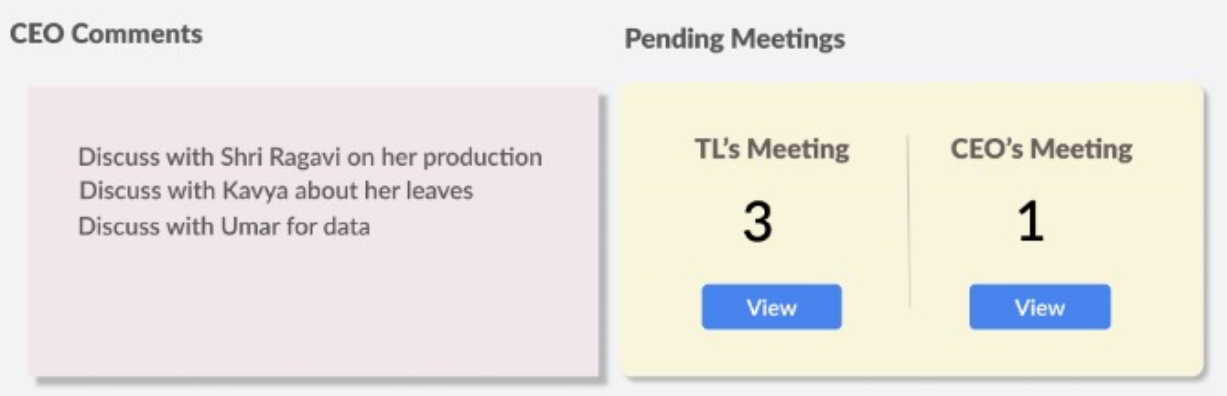 CEO Comments
Discuss with Shri Ragavi on her production
Discuss with Kavya about her leaves
Discuss with Umar for data
Pending Meetings
TL's Meeting
3
View
CEO's Meeting
1
View